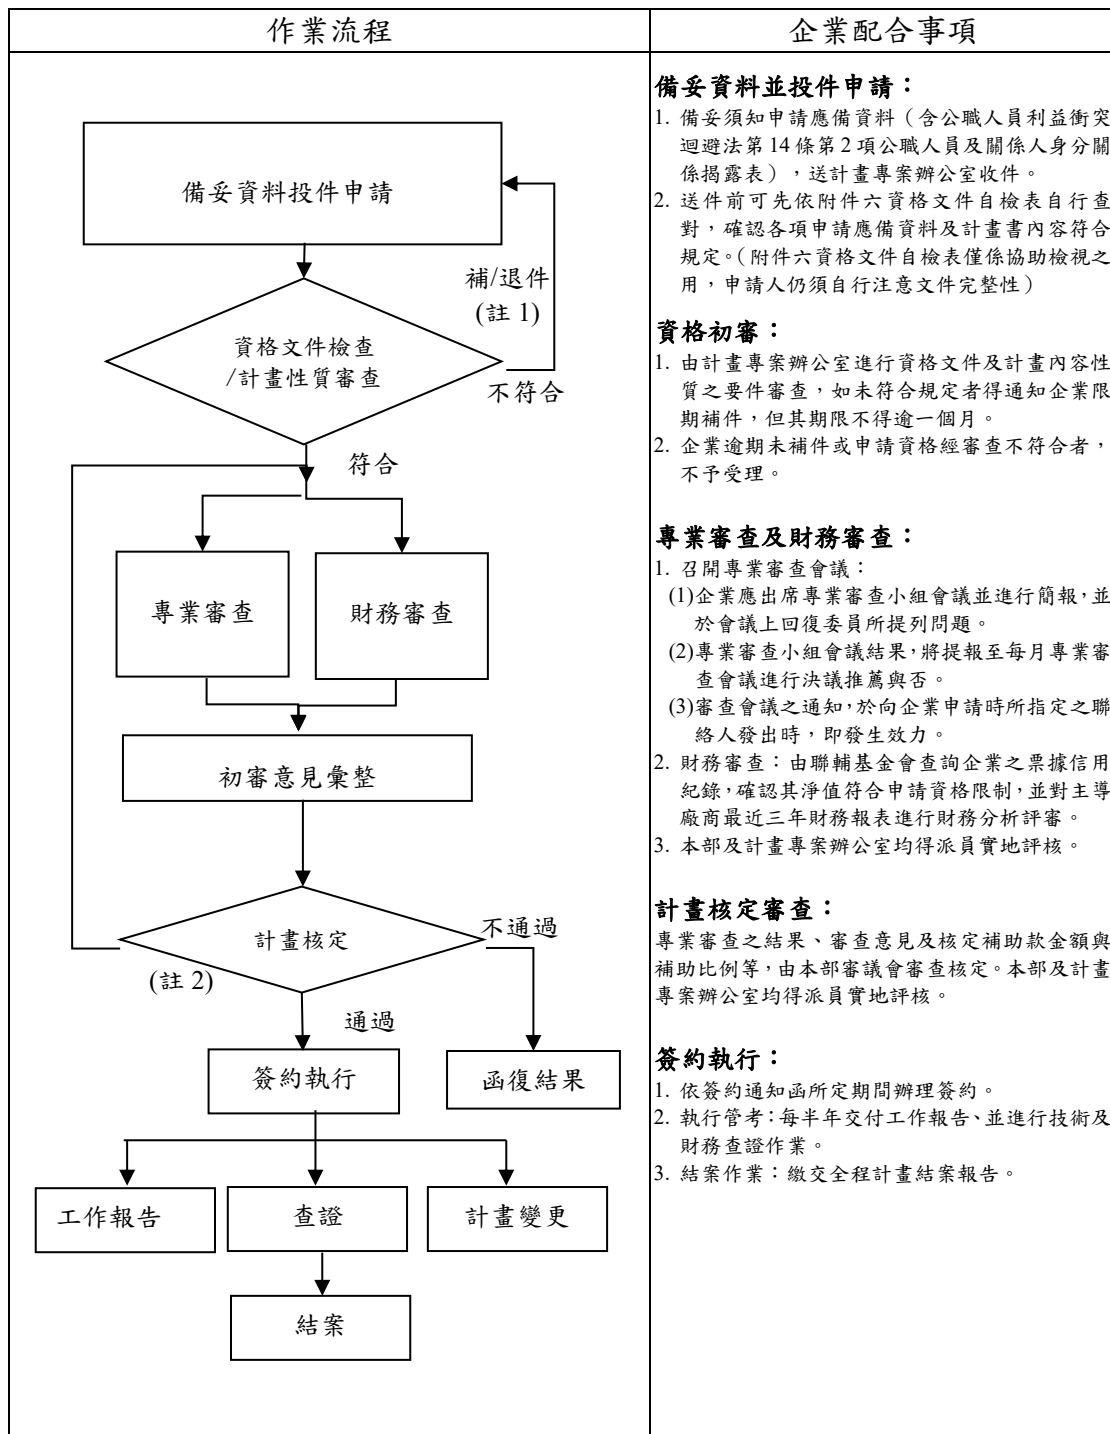 作業流程
企業配合事項
備妥資料投件申請
補/退件
(註 1)
資格文件檢查
/計畫性質審查
不符合
符合
專業審查
財務審查
初審意見彙整
計畫核定
不通過
(註 2)
通過
簽約執行
函復結果
工作報告
查證
計畫變更
結案
備妥資料並投件申請：
1. 備妥須知申請應備資料（含公職人員利益衝突
迴避法第 14 條第 2 項公職人員及關係人身分關
係揭露表），送計畫專案辦公室收件。
2. 送件前可先依附件六資格文件自檢表自行查
對，確認各項申請應備資料及計畫書內容符合
規定。（附件六資格文件自檢表僅係協助檢視之
用，申請人仍須自行注意文件完整性）
資格初審：
1. 由計畫專案辦公室進行資格文件及計畫內容性
質之要件審查，如未符合規定者得通知企業限
期補件，但其期限不得逾一個月。
2. 企業逾期未補件或申請資格經審查不符合者，
不予受理。
專業審查及財務審查：
1. 召開專業審查會議：
(1)企業應出席專業審查小組會議並進行簡報，並
於會議上回復委員所提列問題。
(2)專業審查小組會議結果，將提報至每月專業審
查會議進行決議推薦與否。
(3)審查會議之通知，於向企業申請時所指定之聯
絡人發出時，即發生效力。
2. 財務審查：由聯輔基金會查詢企業之票據信用
紀錄，確認其淨值符合申請資格限制，並對主導
廠商最近三年財務報表進行財務分析評審。
3. 本部及計畫專案辦公室均得派員實地評核。
計畫核定審查：
專業審查之結果、審查意見及核定補助款金額與
補助比例等，由本部審議會審查核定。本部及計畫
專案辦公室均得派員實地評核。
簽約執行：
1. 依簽約通知函所定期間辦理簽約。
2. 執行管考：每半年交付工作報告、並進行技術及
財務查證作業。
3. 結案作業：繳交全程計畫結案報告。